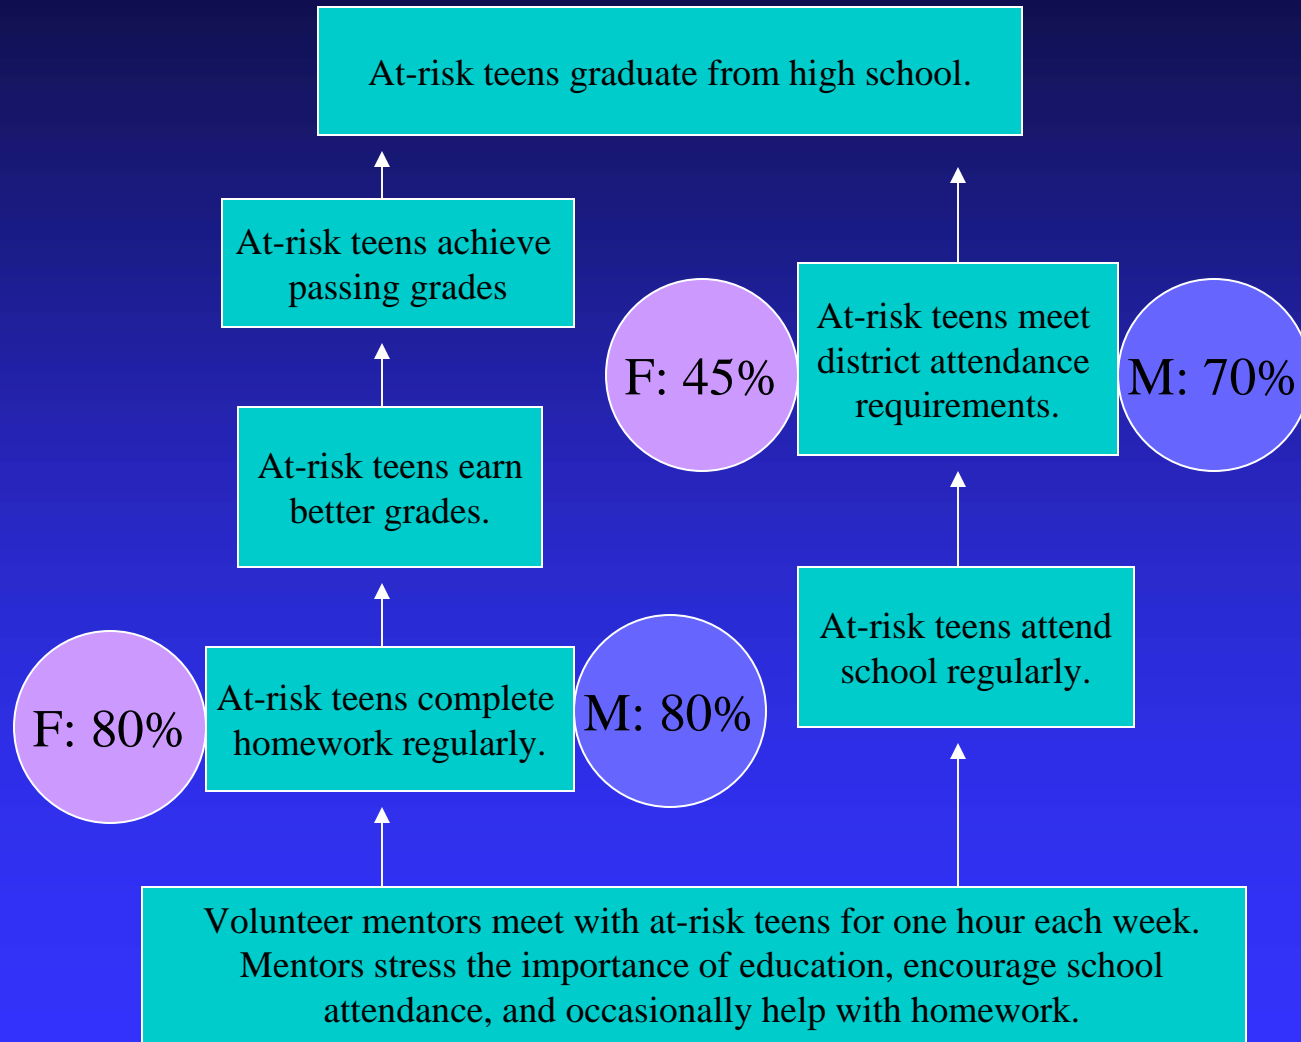 At-risk teens graduate from high school.
At-risk teens achieve
passing grades
At-risk teens meet
district attendance
requirements.
F: 45%
M: 70%
At-risk teens earn
better grades.
At-risk teens attend
school regularly.
At-risk teens complete
homework regularly.
F: 80%
M: 80%
Volunteer mentors meet with at-risk teens for one hour each week.
Mentors stress the importance of education, encourage school
attendance, and occasionally help with homework.